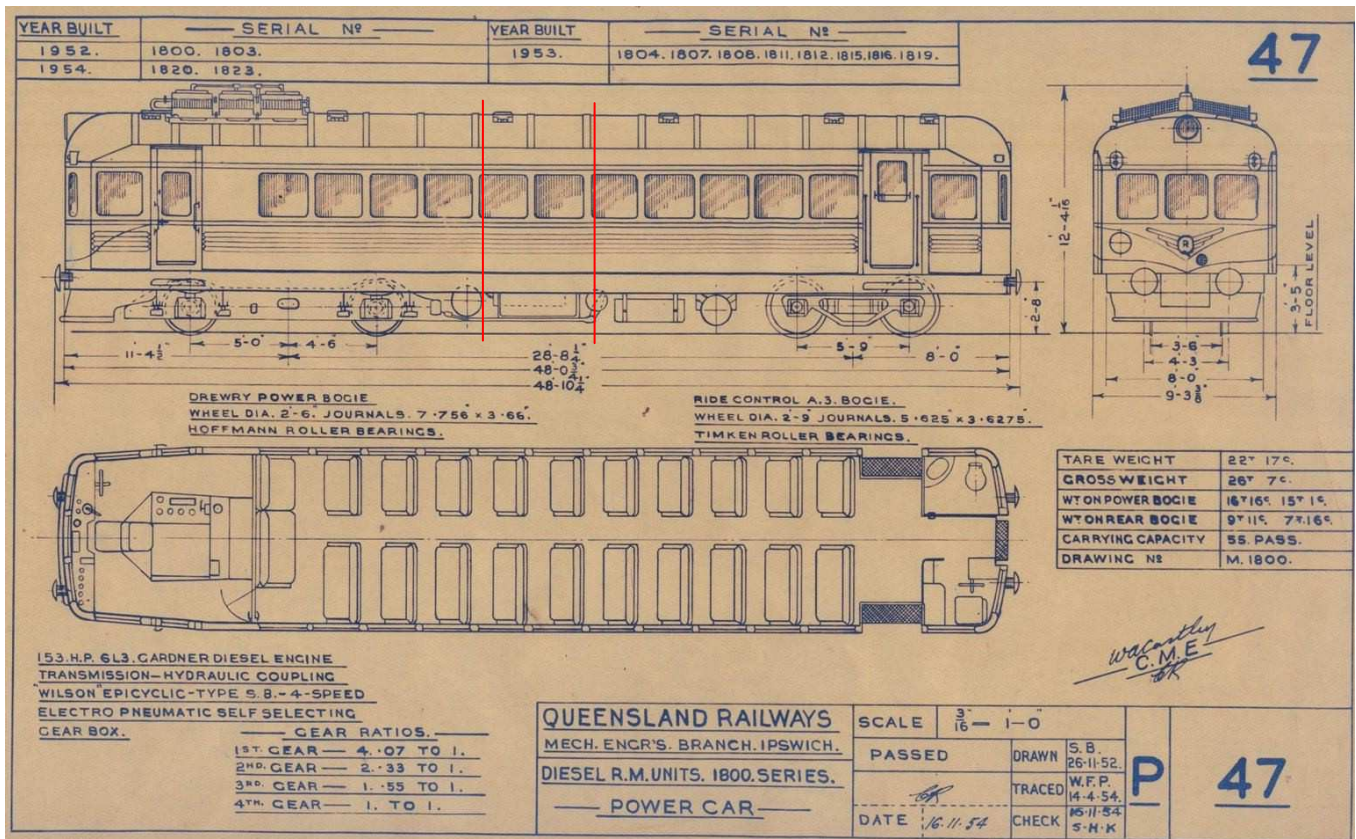 YEAR BUILT — SERIAL Nº — YEAR BUILT — SERIAL Nº —
1952. 1800. 1803. 1953. 1804.1807.1808.1811.1812.1815.1816.1819.
1954. 1820. 1823.
47
12'-4 1/16"
3'-5"
FLOOR LEVEL
2'-8"
5'-0" 4'-6" 5'-9"
11'-4 1/2" 28'-8 1/4" 8'-0"
48'-0 3/4"
48'-10 1/4"
3'-6"
4'-3"
8'-0"
9'-3 3/8"
DREWRY POWER BOGIE
WHEEL DIA. 2'-6". JOURNALS. 7·756" × 3·66".
HOFFMANN ROLLER BEARINGS.
RIDE CONTROL A.3. BOGIE.
WHEEL DIA. 2'-9" JOURNALS. 5·625" × 3·6275".
TIMKEN ROLLER BEARINGS.
TARE WEIGHT 22T 17C.
GROSS WEIGHT 26T 7C.
WT ON POWER BOGIE 16T 16C. 15T 1C.
WT ON REAR BOGIE 9T 11C. 7T.16C.
CARRYING CAPACITY 55. PASS.
DRAWING Nº M. 1800.
C.M.E
153. H.P. 6L3. GARDNER DIESEL ENGINE
TRANSMISSION—HYDRAULIC COUPLING
"WILSON" EPICYCLIC-TYPE S.B.-4-SPEED
ELECTRO PNEUMATIC SELF SELECTING
GEAR BOX.
— GEAR RATIOS. —
1ST. GEAR — 4.·07 TO 1.
2ND. GEAR — 2.·33 TO 1.
3RD. GEAR — 1.·55 TO 1.
4TH. GEAR — 1. TO 1.
QUEENSLAND RAILWAYS
MECH. ENGR'S. BRANCH. IPSWICH.
DIESEL R.M. UNITS. 1800. SERIES.
— POWER CAR —
SCALE 3/16" — 1'-0"
PASSED
DATE 16·11·54
DRAWN S.B. 26-11-52.
TRACED W.F.P. 14-4-54.
CHECK 16·11·54 S·H·K
P 47